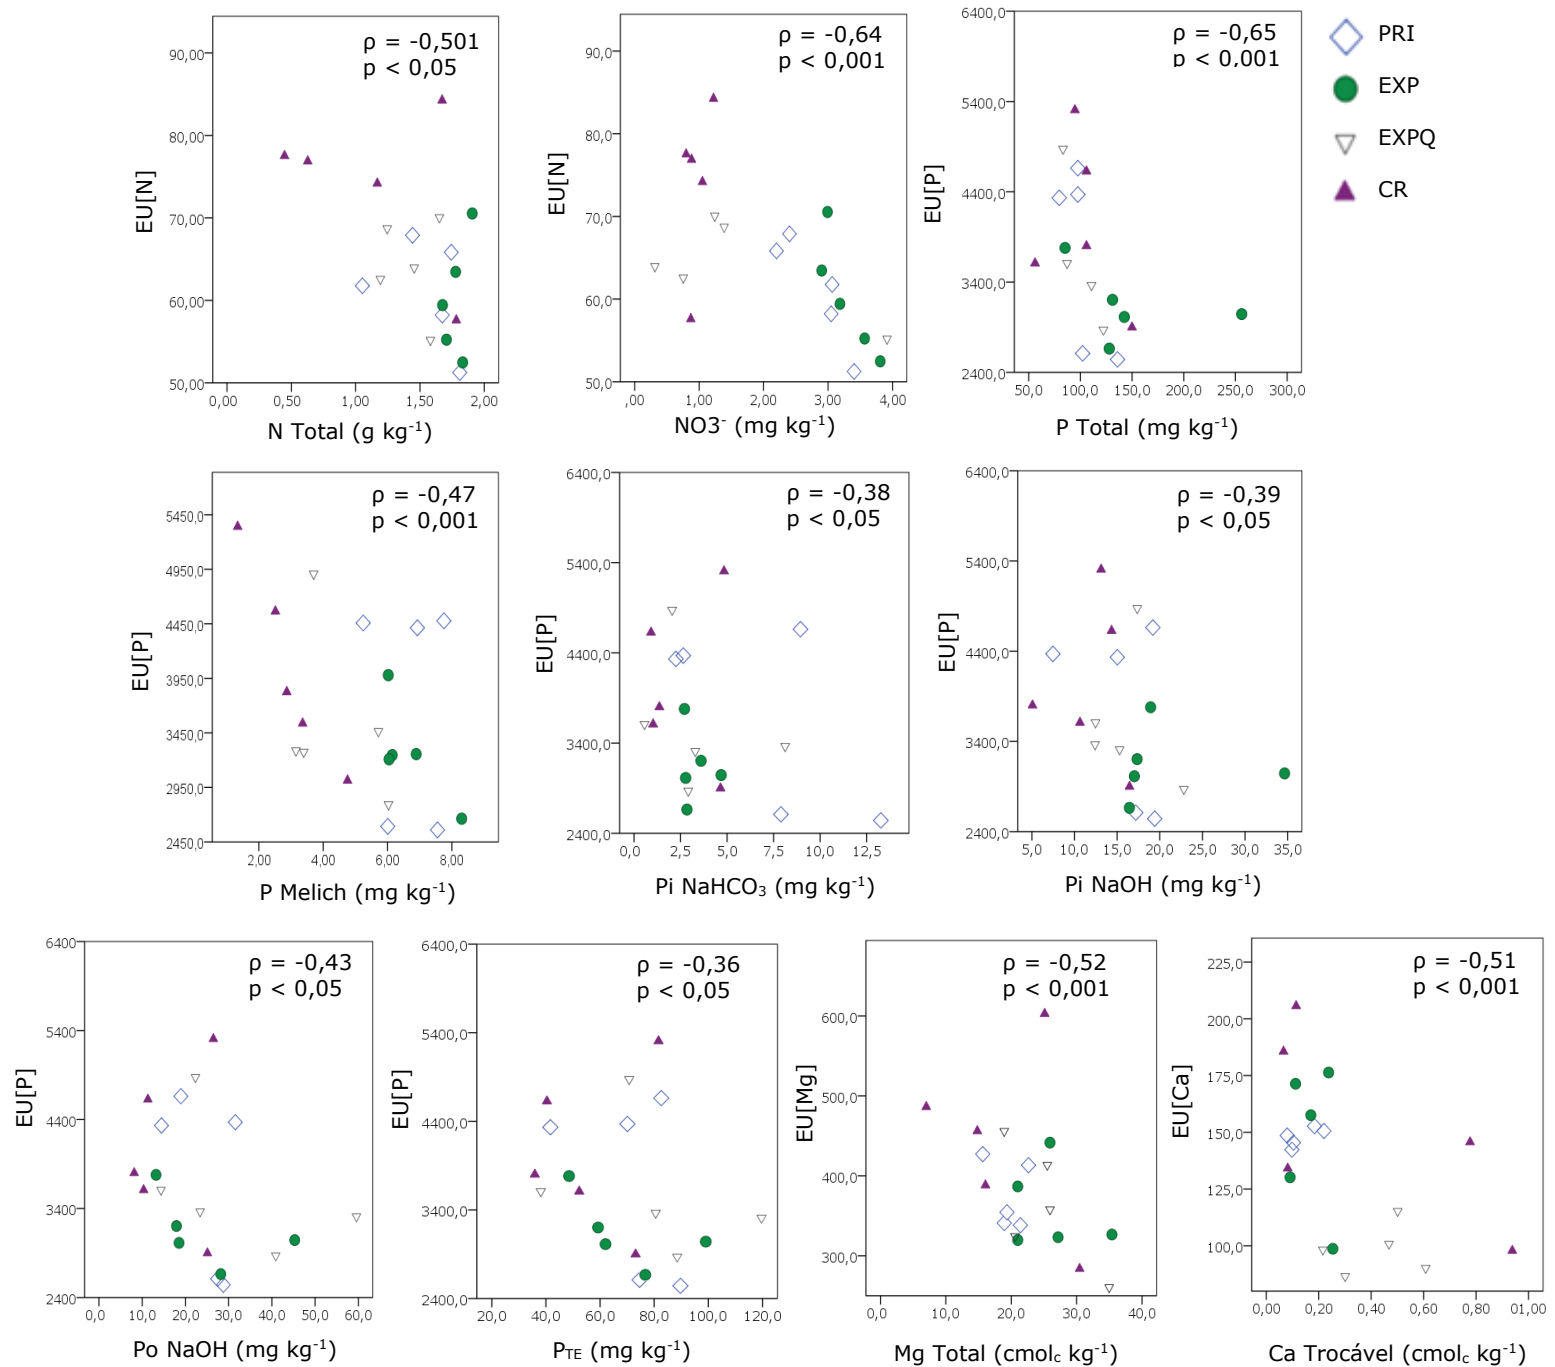 ρ = -0,501
p < 0,05
90,00
80,00
70,00
60,00
50,00
EU[N]
0,00 0,50 1,00 1,50 2,00
N Total (g kg-1)
ρ = -0,64
p < 0,001
90,0
80,0
70,0
60,0
50,0
EU[N]
,00 1,00 2,00 3,00 4,00
NO3- (mg kg-1)
ρ = -0,65
p < 0,001
6400,0
5400,0
4400,0
3400,0
2400,0
EU[P]
50,0 100,0 150,0 200,0 250,0 300,0
P Total (mg kg-1)
PRI
EXP
EXPQ
CR
ρ = -0,47
p < 0,001
5450,0
4950,0
4450,0
3950,0
3450,0
2950,0
2450,0
EU[P]
2,00 4,00 6,00 8,00
P Melich (mg kg-1)
ρ = -0,38
p < 0,05
6400,0
5400,0
4400,0
3400,0
2400,0
EU[P]
0,0 2,5 5,0 7,5 10,0 12,5
Pi NaHCO3 (mg kg-1)
ρ = -0,39
p < 0,05
6400,0
5400,0
4400,0
3400,0
2400,0
EU[P]
5,0 10,0 15,0 20,0 25,0 30,0 35,0
Pi NaOH (mg kg-1)
ρ = -0,43
p < 0,05
6400
5400
4400
3400
2400
EU[P]
0,0 10,0 20,0 30,0 40,0 50,0 60,0
Po NaOH (mg kg-1)
ρ = -0,36
p < 0,05
6400,0
5400,0
4400,0
3400,0
2400,0
EU[P]
20,0 40,0 60,0 80,0 100,0 120,0
PTE (mg kg-1)
ρ = -0,52
p < 0,001
600,0
500,0
400,0
300,0
EU[Mg]
0,0 10,0 20,0 30,0 40,0
Mg Total (cmolc kg-1)
ρ = -0,51
p < 0,001
225,0
200,0
175,0
150,0
125,0
100,0
EU[Ca]
0,00 0,20 0,40 0,60 0,80 01,00
Ca Trocável (cmolc kg-1)